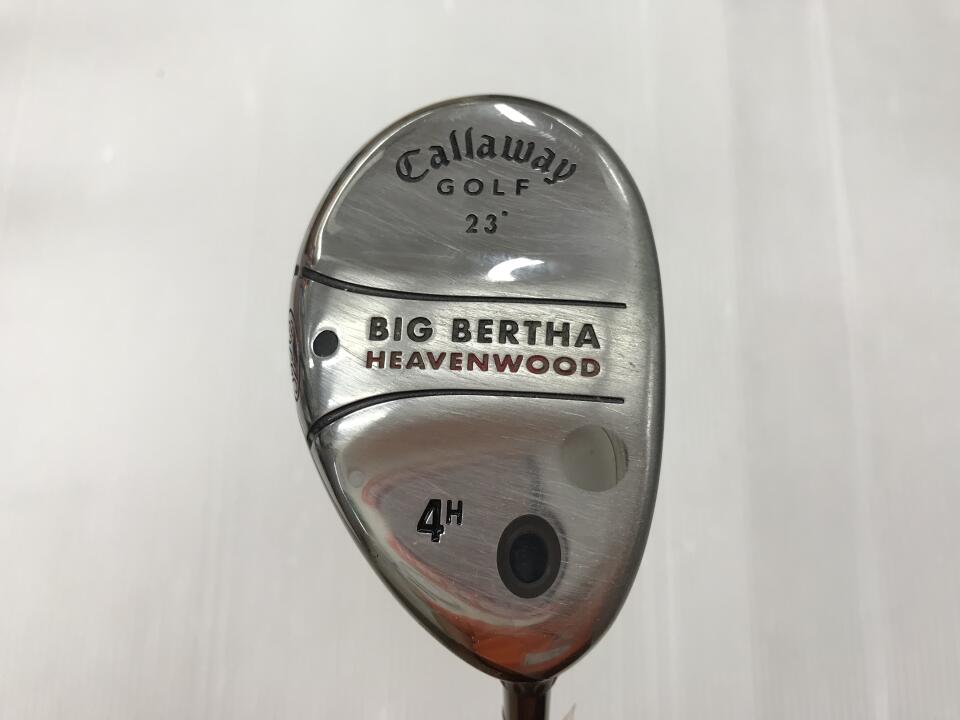 Callaway
GOLF
23°
BIG BERTHA
HEAVENWOOD
4H